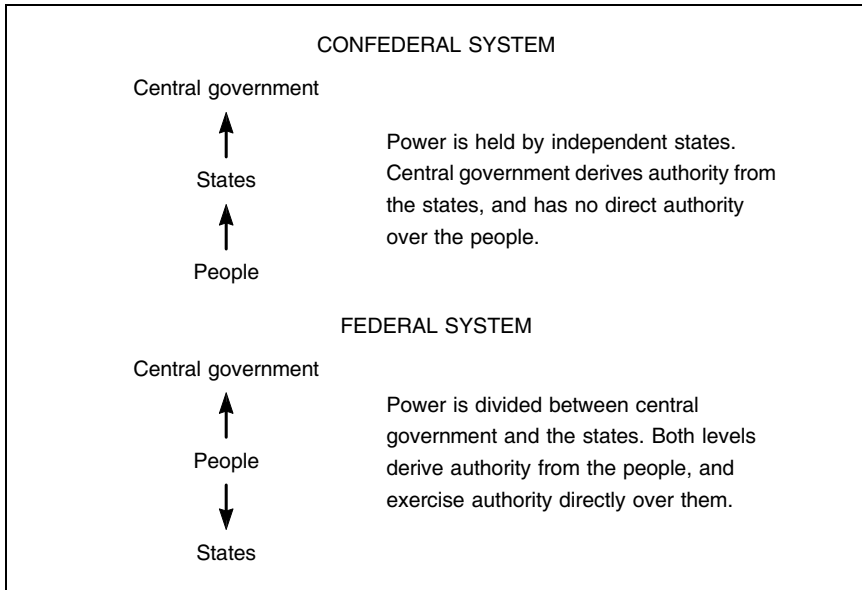 CONFEDERAL SYSTEM
Central government
States
People
Power is held by independent states.
Central government derives authority from
the states, and has no direct authority
over the people.
FEDERAL SYSTEM
Central government
People
States
Power is divided between central
government and the states. Both levels
derive authority from the people, and
exercise authority directly over them.